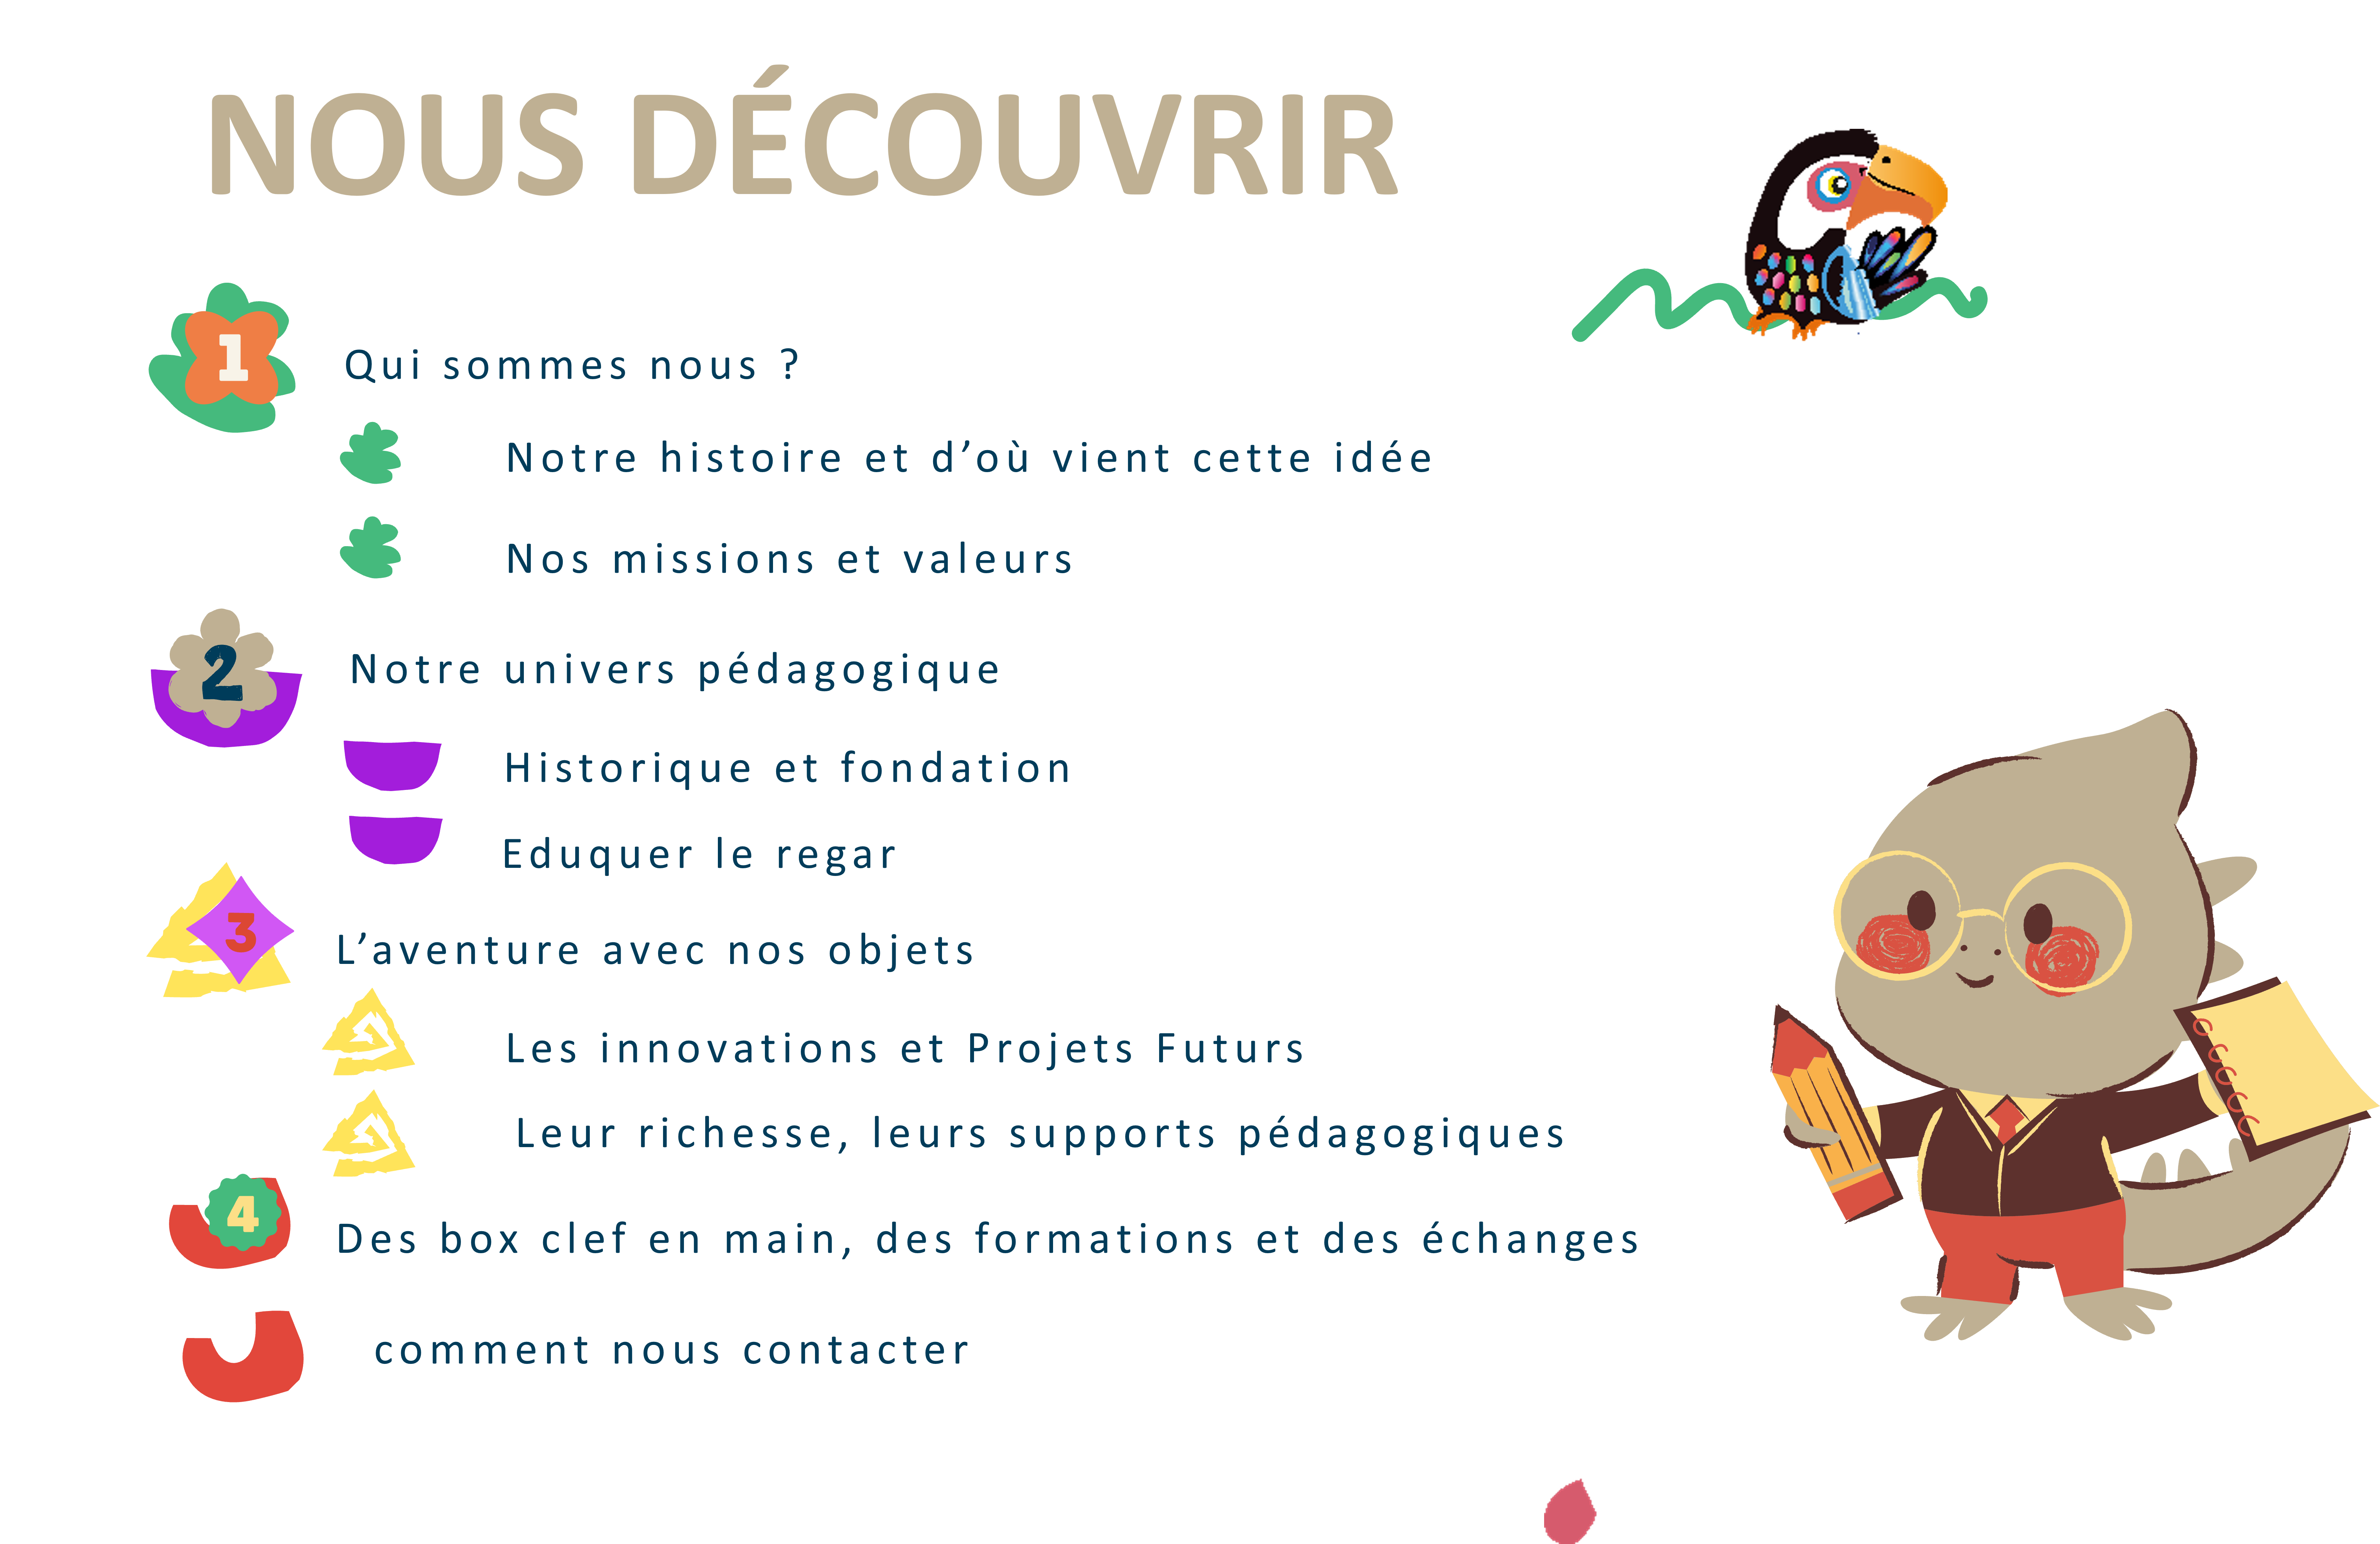 NOUS DÉCOUVRIR
1
Qui sommes nous ?
Notre histoire et d’où vient cette idée
Nos missions et valeurs
2
Notre univers pédagogique
Historique et fondation
Eduquer le regar
3
L’aventure avec nos objets
Les innovations et Projets Futurs
Leur richesse, leurs supports pédagogiques
4
Des box clef en main, des formations et des échanges
comment nous contacter